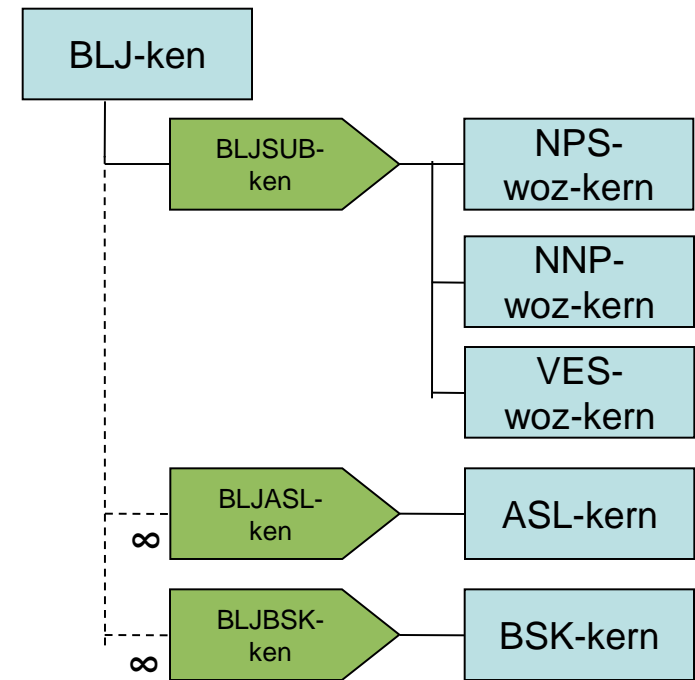 BLJ-ken
BLJSUB-
ken
NPS-
woz-kern
NNP-
woz-kern
VES-
woz-kern
BLJASL-
ken
∞
ASL-kern
BLJBSK-
ken
∞
BSK-kern